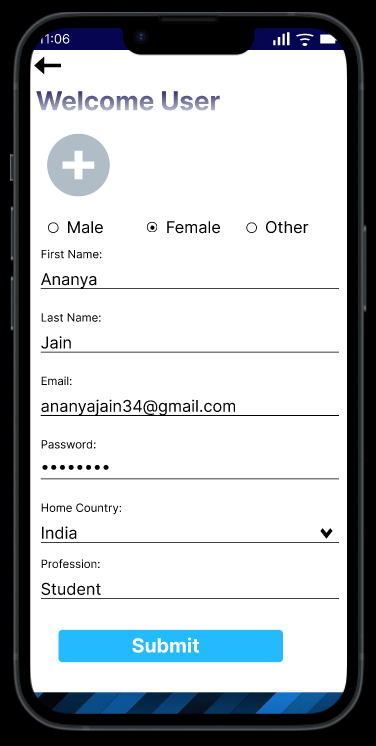 11:06
Welcome User
Male Female Other
First Name:
Ananya
Last Name:
Jain
Email:
ananyajain34@gmail.com
Password:
••••••••
Home Country:
India
Profession:
Student
Submit